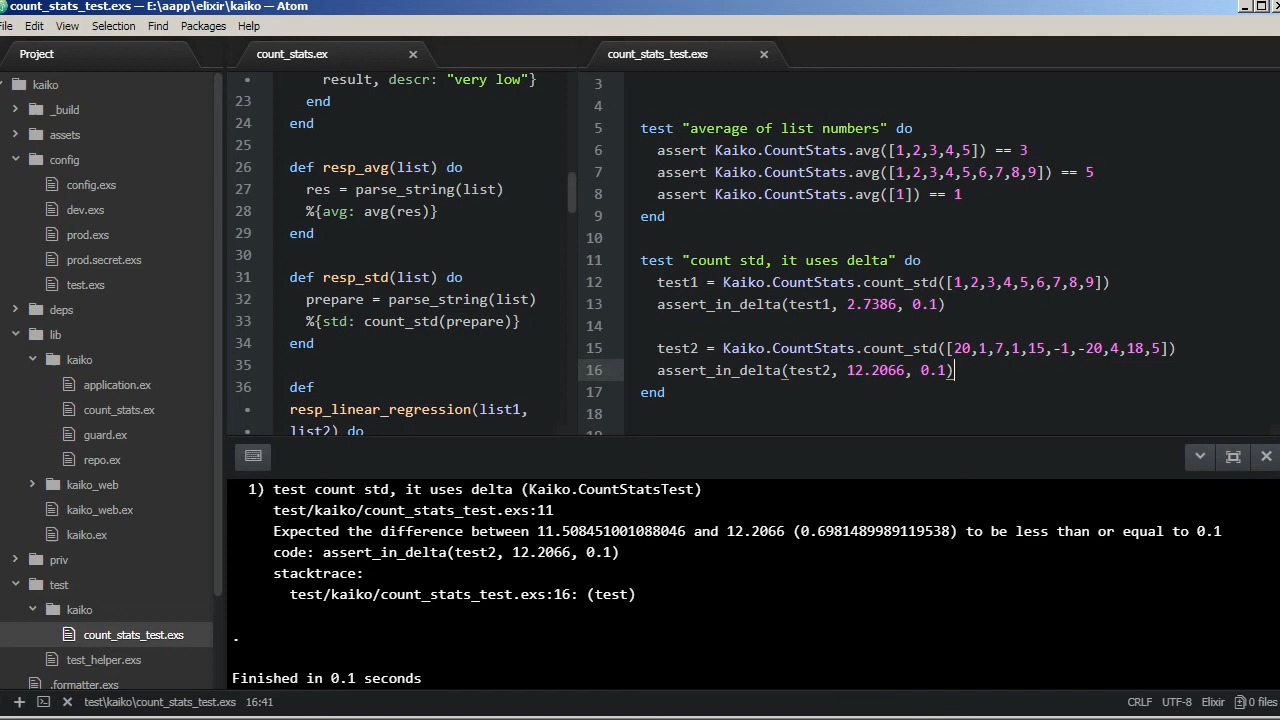 count_stats_test.exs — E:\aapp\elixir\kaiko — Atom
File Edit View Selection Find Packages Help
Project
kaiko
_build
assets
config
config.exs
dev.exs
prod.exs
prod.secret.exs
test.exs
deps
lib
kaiko
application.ex
count_stats.ex
guard.ex
repo.ex
kaiko_web
kaiko_web.ex
kaiko.ex
priv
test
kaiko
count_stats_test.exs
test_helper.exs
.formatter.exs
count_stats.ex
• result, descr: "very low"}
23 end
24 end
25
26 def resp_avg(list) do
27 res = parse_string(list)
28 %{avg: avg(res)}
29 end
30
31 def resp_std(list) do
32 prepare = parse_string(list)
33 %{std: count_std(prepare)}
34 end
35
36 def
• resp_linear_regression(list1,
• list2) do
count_stats_test.exs
3
4
5 test "average of list numbers" do
6 assert Kaiko.CountStats.avg([1,2,3,4,5]) == 3
7 assert Kaiko.CountStats.avg([1,2,3,4,5,6,7,8,9]) == 5
8 assert Kaiko.CountStats.avg([1]) == 1
9 end
10
11 test "count std, it uses delta" do
12 test1 = Kaiko.CountStats.count_std([1,2,3,4,5,6,7,8,9])
13 assert_in_delta(test1, 2.7386, 0.1)
14
15 test2 = Kaiko.CountStats.count_std([20,1,7,1,15,-1,-20,4,18,5])
16 assert_in_delta(test2, 12.2066, 0.1)
17 end
18
19
1) test count std, it uses delta (Kaiko.CountStatsTest)
test/kaiko/count_stats_test.exs:11
Expected the difference between 11.508451001088046 and 12.2066 (0.6981489989119538) to be less than or equal to 0.1
code: assert_in_delta(test2, 12.2066, 0.1)
stacktrace:
test/kaiko/count_stats_test.exs:16: (test)
.
Finished in 0.1 seconds
test\kaiko\count_stats_test.exs 16:41
CRLF UTF-8 Elixir 0 files